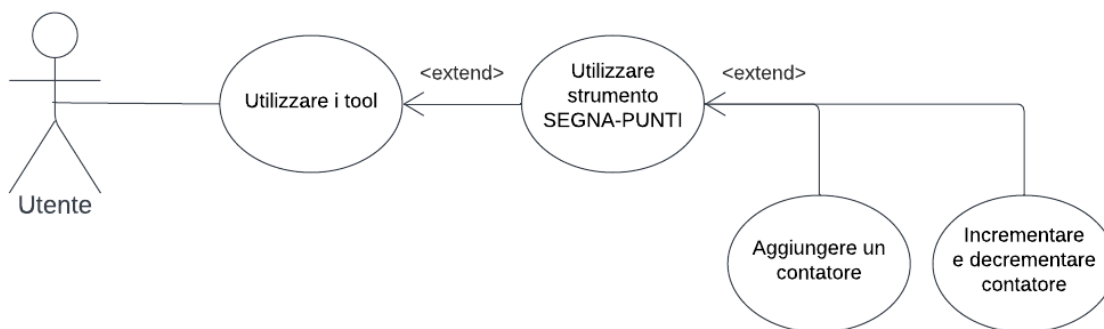 Utente
Utilizzare i tool
<extend>
Utilizzare
strumento
SEGNA-PUNTI
<extend>
Aggiungere un
contatore
Incrementare
e decrementare
contatore